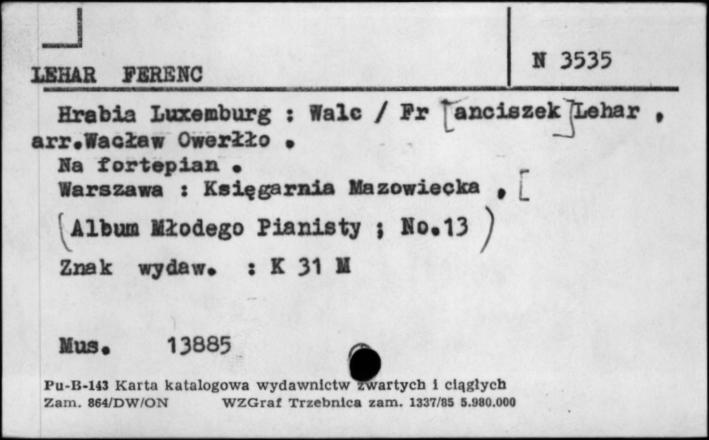 N 3535
LEHAR FERENC
Hrabia Luxemburg : Walc / Fr [anciszek] Lehar ,
arr.Wacław Owerłło .
Na fortepian .
Warszawa : Księgarnia Mazowiecka , [
(Album Młodego Pianisty ; No.13 )
Znak wydaw. : K 31 M
Mus. 13885
Pu-B-143 Karta katalogowa wydawnictw zwartych i ciągłych
Zam. 864/DW/ON WZGraf Trzebnica zam. 1337/85 5.980.000